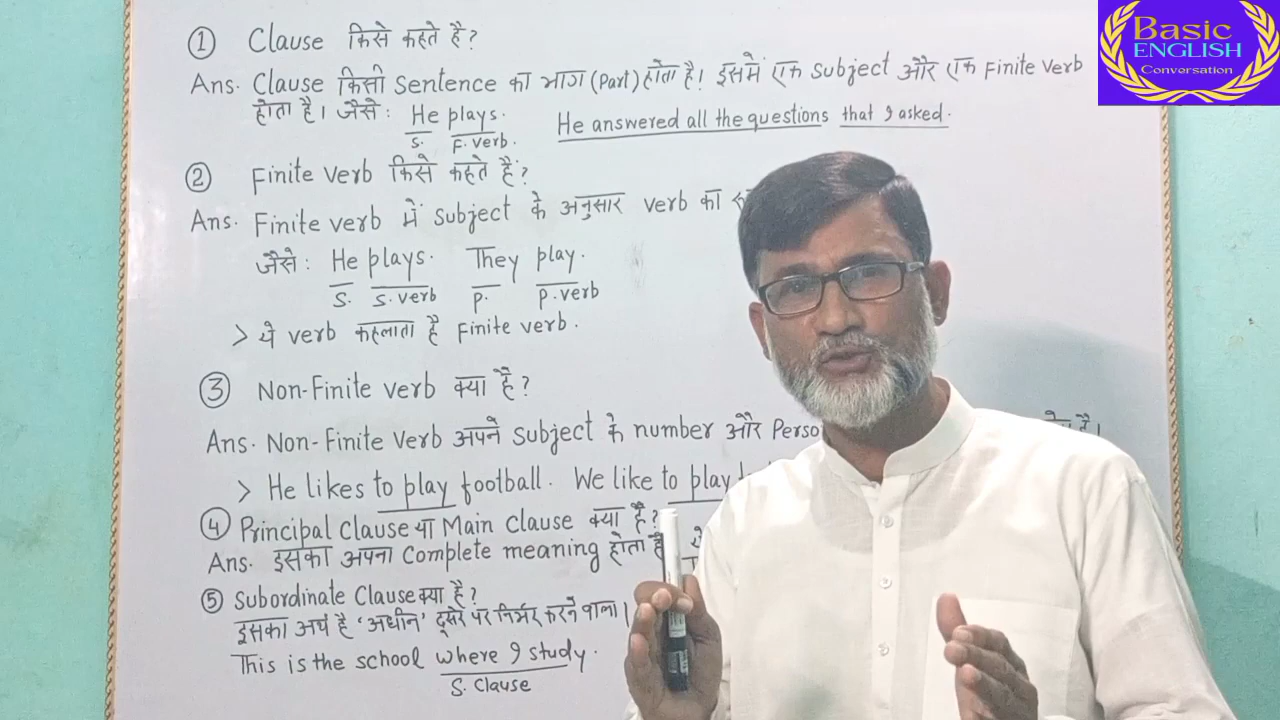 ① Clause किसे कहते है?
Ans. Clause किसी Sentence का भाग (Part) होता है। इसमें एक Subject और एक Finite verb
होता है। जैसे: He plays. He answered all the questions that I asked.
S. F. verb.
② Finite verb किसे कहते हैं?
Ans. Finite verb में Subject के अनुसार verb का
जैसे: He plays. They play.
S. S. verb P. P. verb
> ये verb कहलाता है Finite verb.
③ Non-Finite verb क्या है?
Ans. Non-Finite verb अपने Subject के number और
> He likes to play football. We like to play
④ Principal Clause या Main Clause क्या है?
Ans. इसका अपना Complete meaning होता है
⑤ Subordinate Clause क्या है?
इसका अर्थ है 'अधीन' दूसरे पर निर्भर करने वाला।
This is the school where I study.
S. Clause
Basic
ENGLISH
Conversation